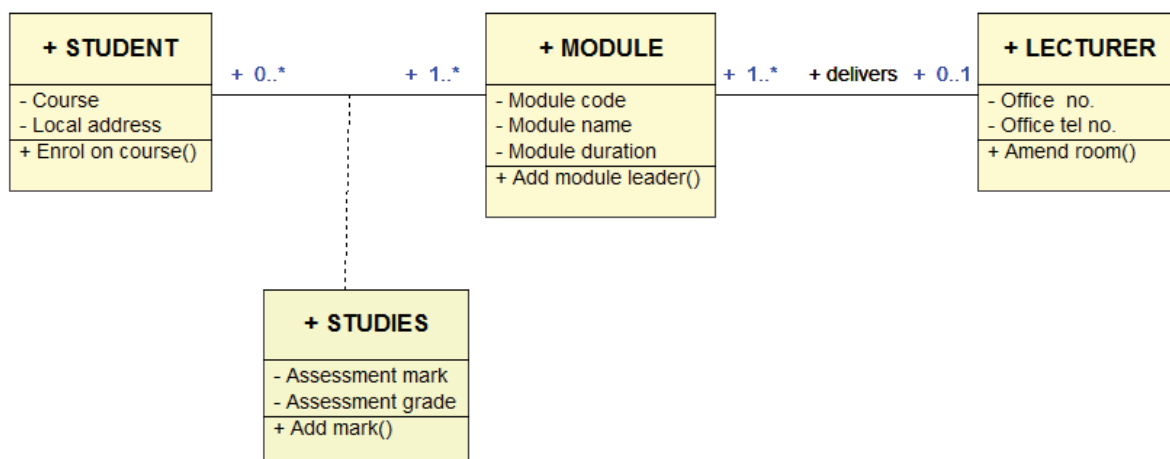 + STUDENT
- Course
- Local address
+ Enrol on course()
+ 0..*
+ 1..*
+ MODULE
- Module code
- Module name
- Module duration
+ Add module leader()
+ 1..*
+ delivers
+ 0..1
+ LECTURER
- Office no.
- Office tel no.
+ Amend room()
+ STUDIES
- Assessment mark
- Assessment grade
+ Add mark()